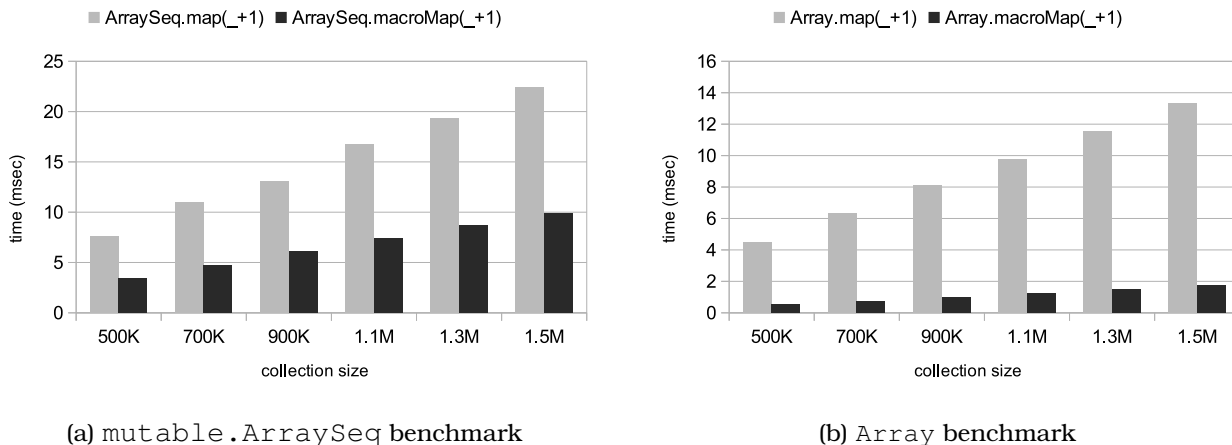 ArraySeq.map(_+1) ArraySeq.macroMap(_+1)
25
20
15
10
5
0
time (msec)
500K 700K 900K 1.1M 1.3M 1.5M
collection size
(a) mutable.ArraySeq benchmark
Array.map(_+1) Array.macroMap(_+1)
16
14
12
10
8
6
4
2
0
time (msec)
500K 700K 900K 1.1M 1.3M 1.5M
collection size
(b) Array benchmark